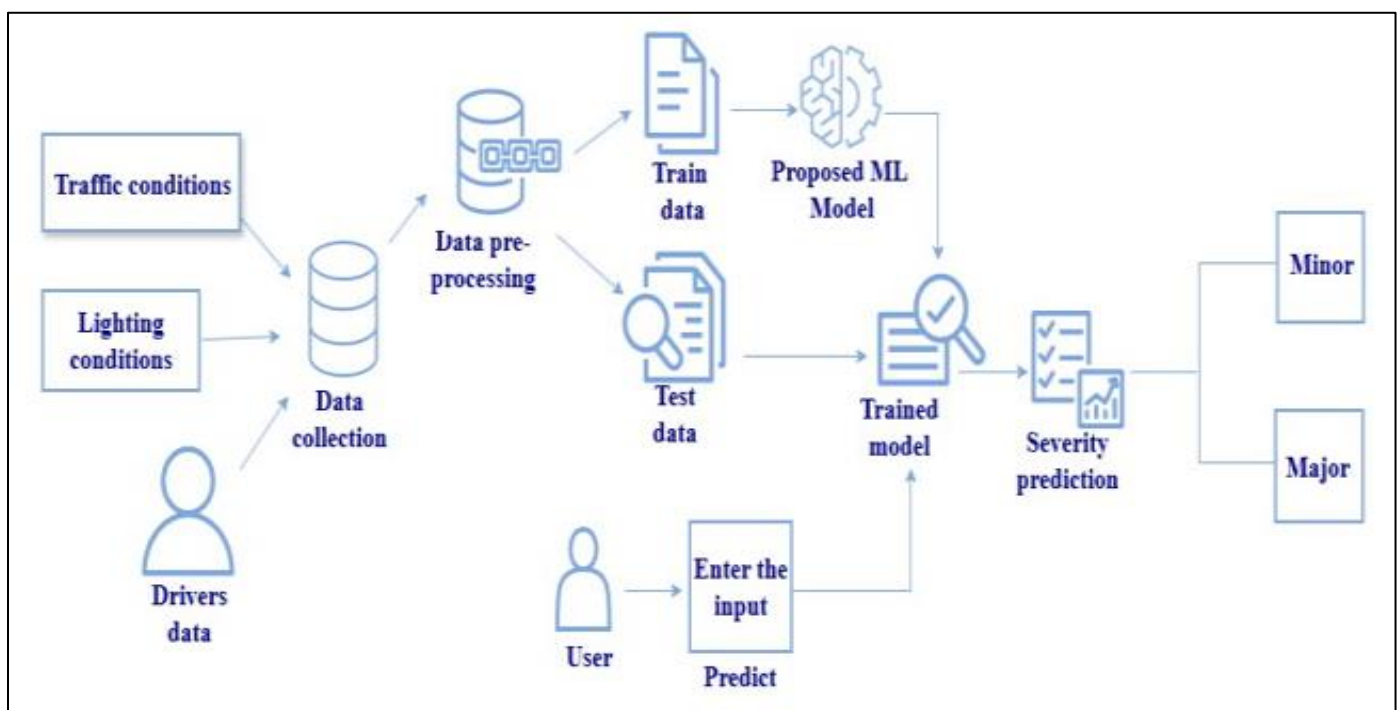 Traffic conditions
Lighting
conditions
Drivers
data
Data
collection
Data pre-
processing
Train
data
Proposed ML
Model
Test
data
Trained
model
Severity
prediction
Minor
Major
User
Enter the
input
Predict